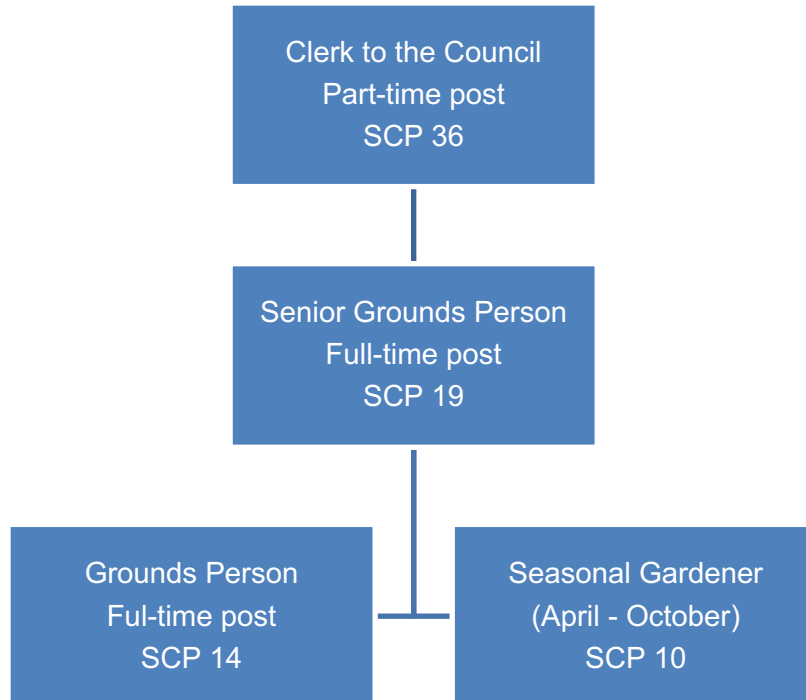 Clerk to the Council
Part-time post
SCP 36
Senior Grounds Person
Full-time post
SCP 19
Grounds Person
Ful-time post
SCP 14
Seasonal Gardener
(April - October)
SCP 10